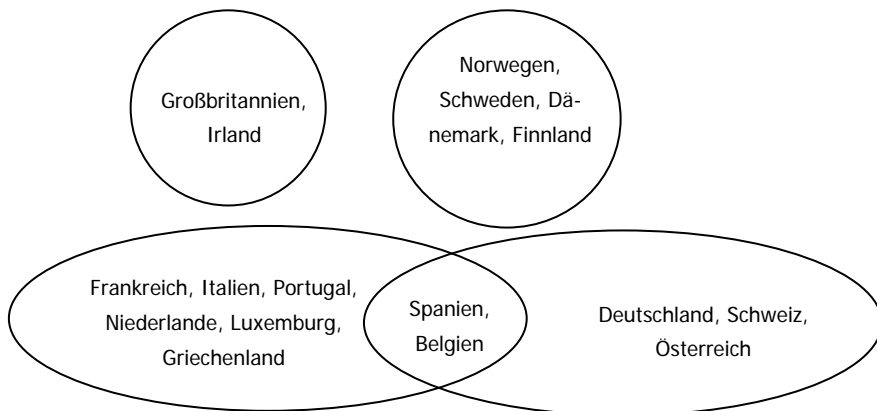 Großbritannien,
Irland
Norwegen,
Schweden, Dä-
nemark, Finnland
Frankreich, Italien, Portugal,
Niederlande, Luxemburg,
Griechenland
Spanien,
Belgien
Deutschland, Schweiz,
Österreich